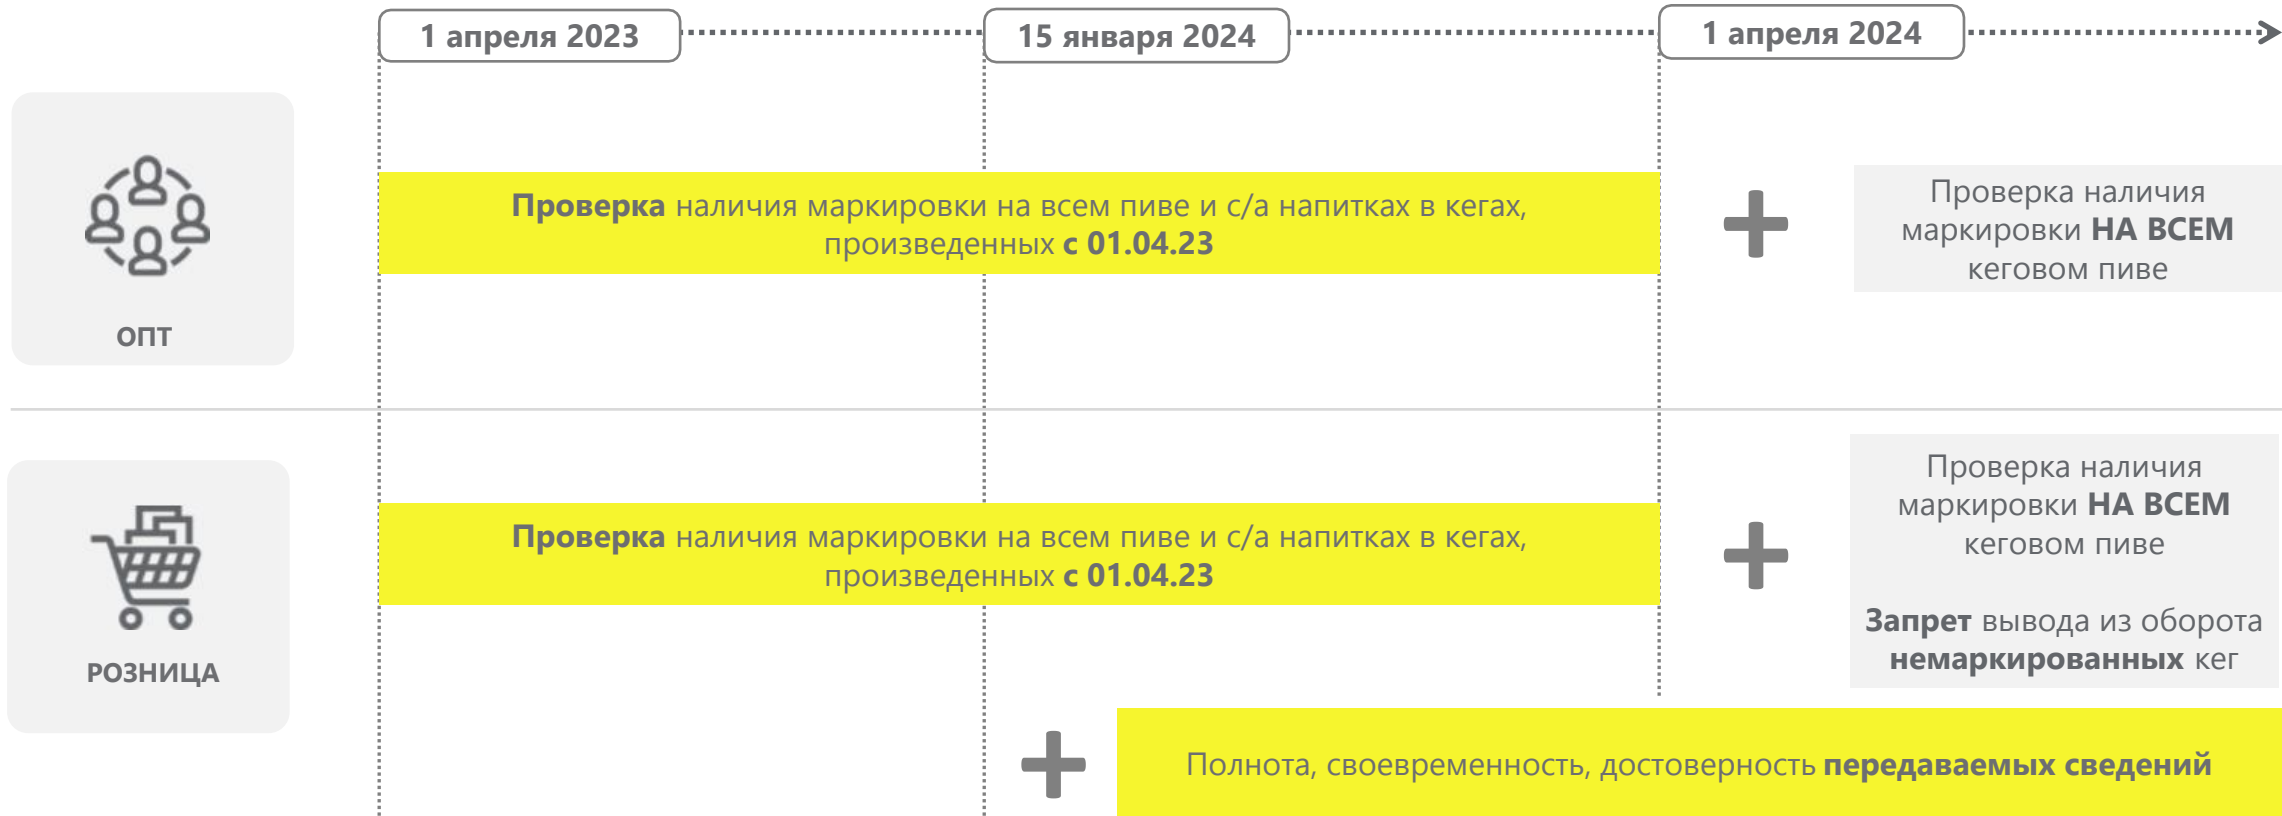 1 апреля 2023
15 января 2024
1 апреля 2024
ОПТ
Проверка наличия маркировки на всем пиве и с/а напитках в кегах,
произведенных с 01.04.23
Проверка наличия
маркировки НА ВСЕМ
кеговом пиве
РОЗНИЦА
Проверка наличия маркировки на всем пиве и с/а напитках в кегах,
произведенных с 01.04.23
Проверка наличия
маркировки НА ВСЕМ
кеговом пиве
Запрет вывода из оборота
немаркированных кег
Полнота, своевременность, достоверность передаваемых сведений